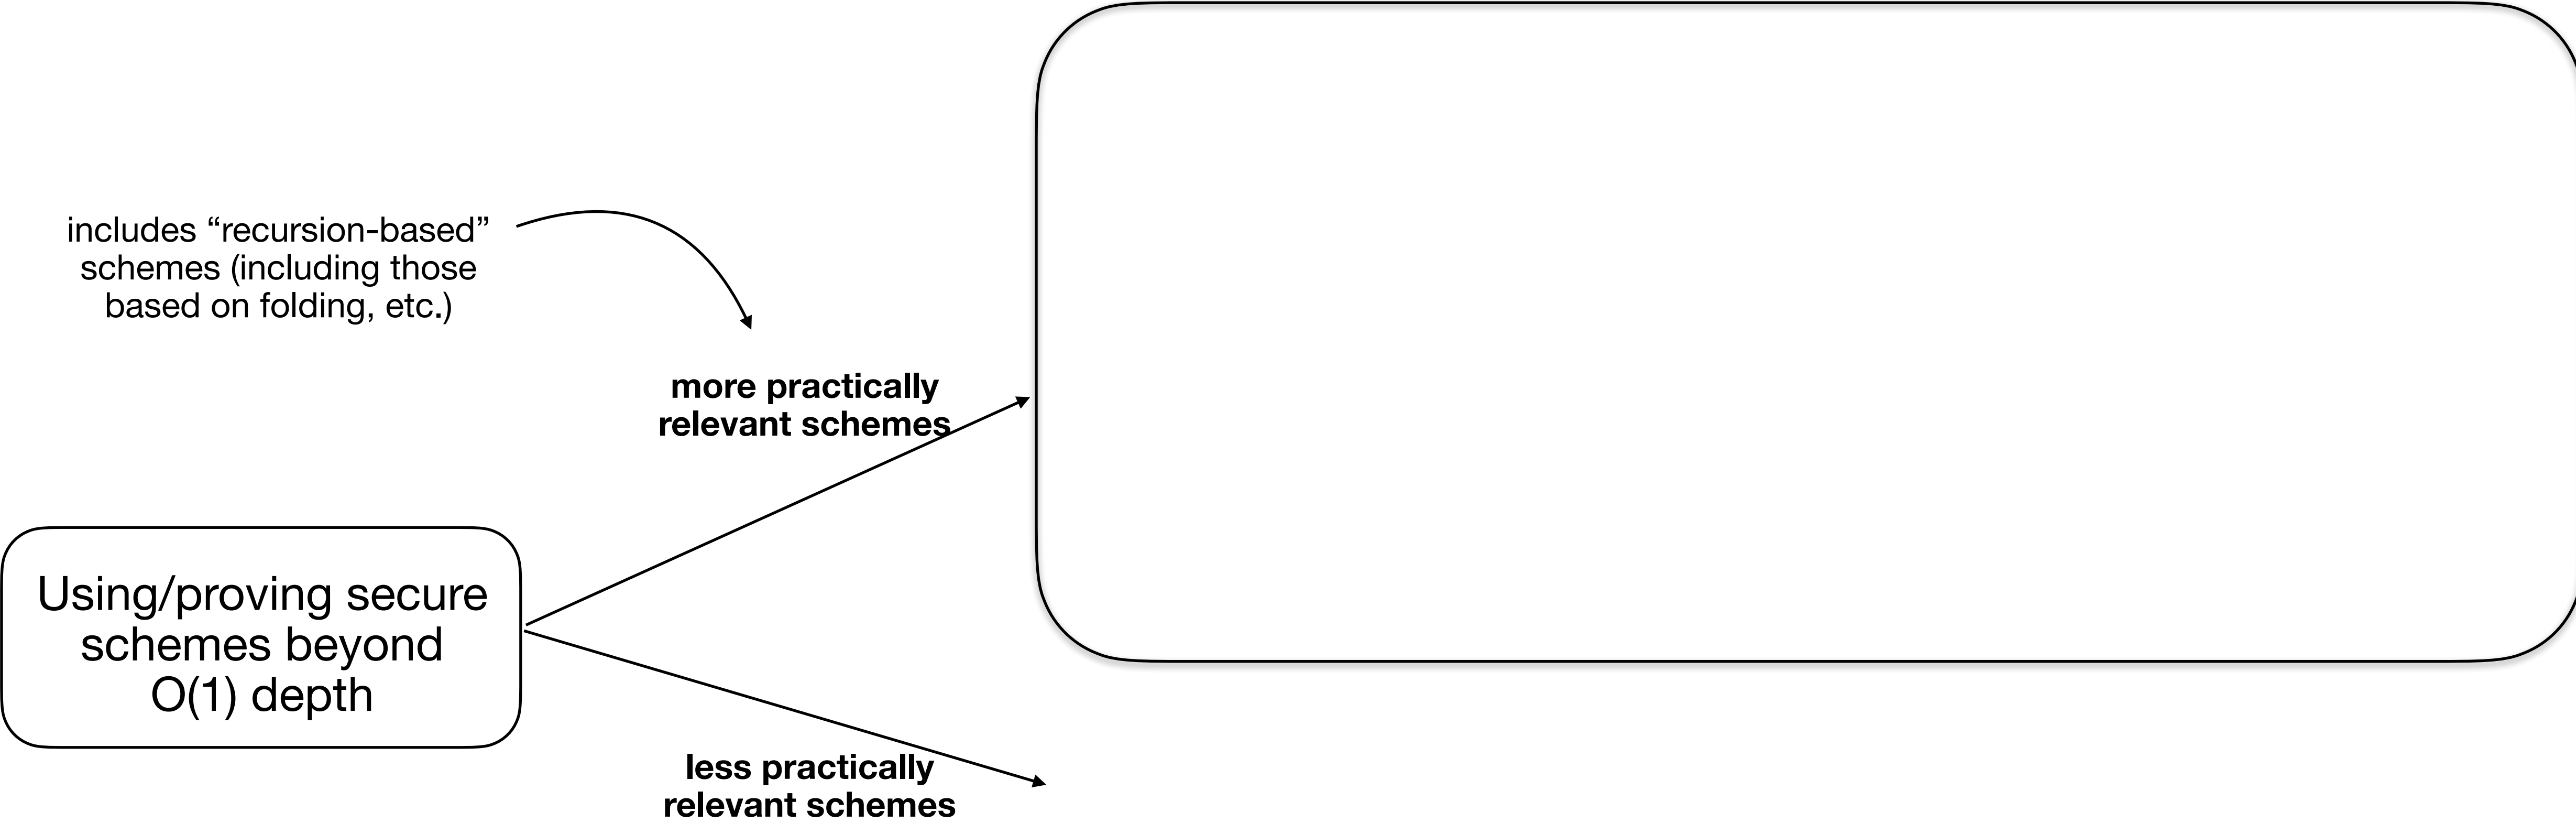 includes “recursion-based”
schemes (including those
based on folding, etc.)
more practically
relevant schemes
Using/proving secure
schemes beyond
O(1) depth
less practically
relevant schemes